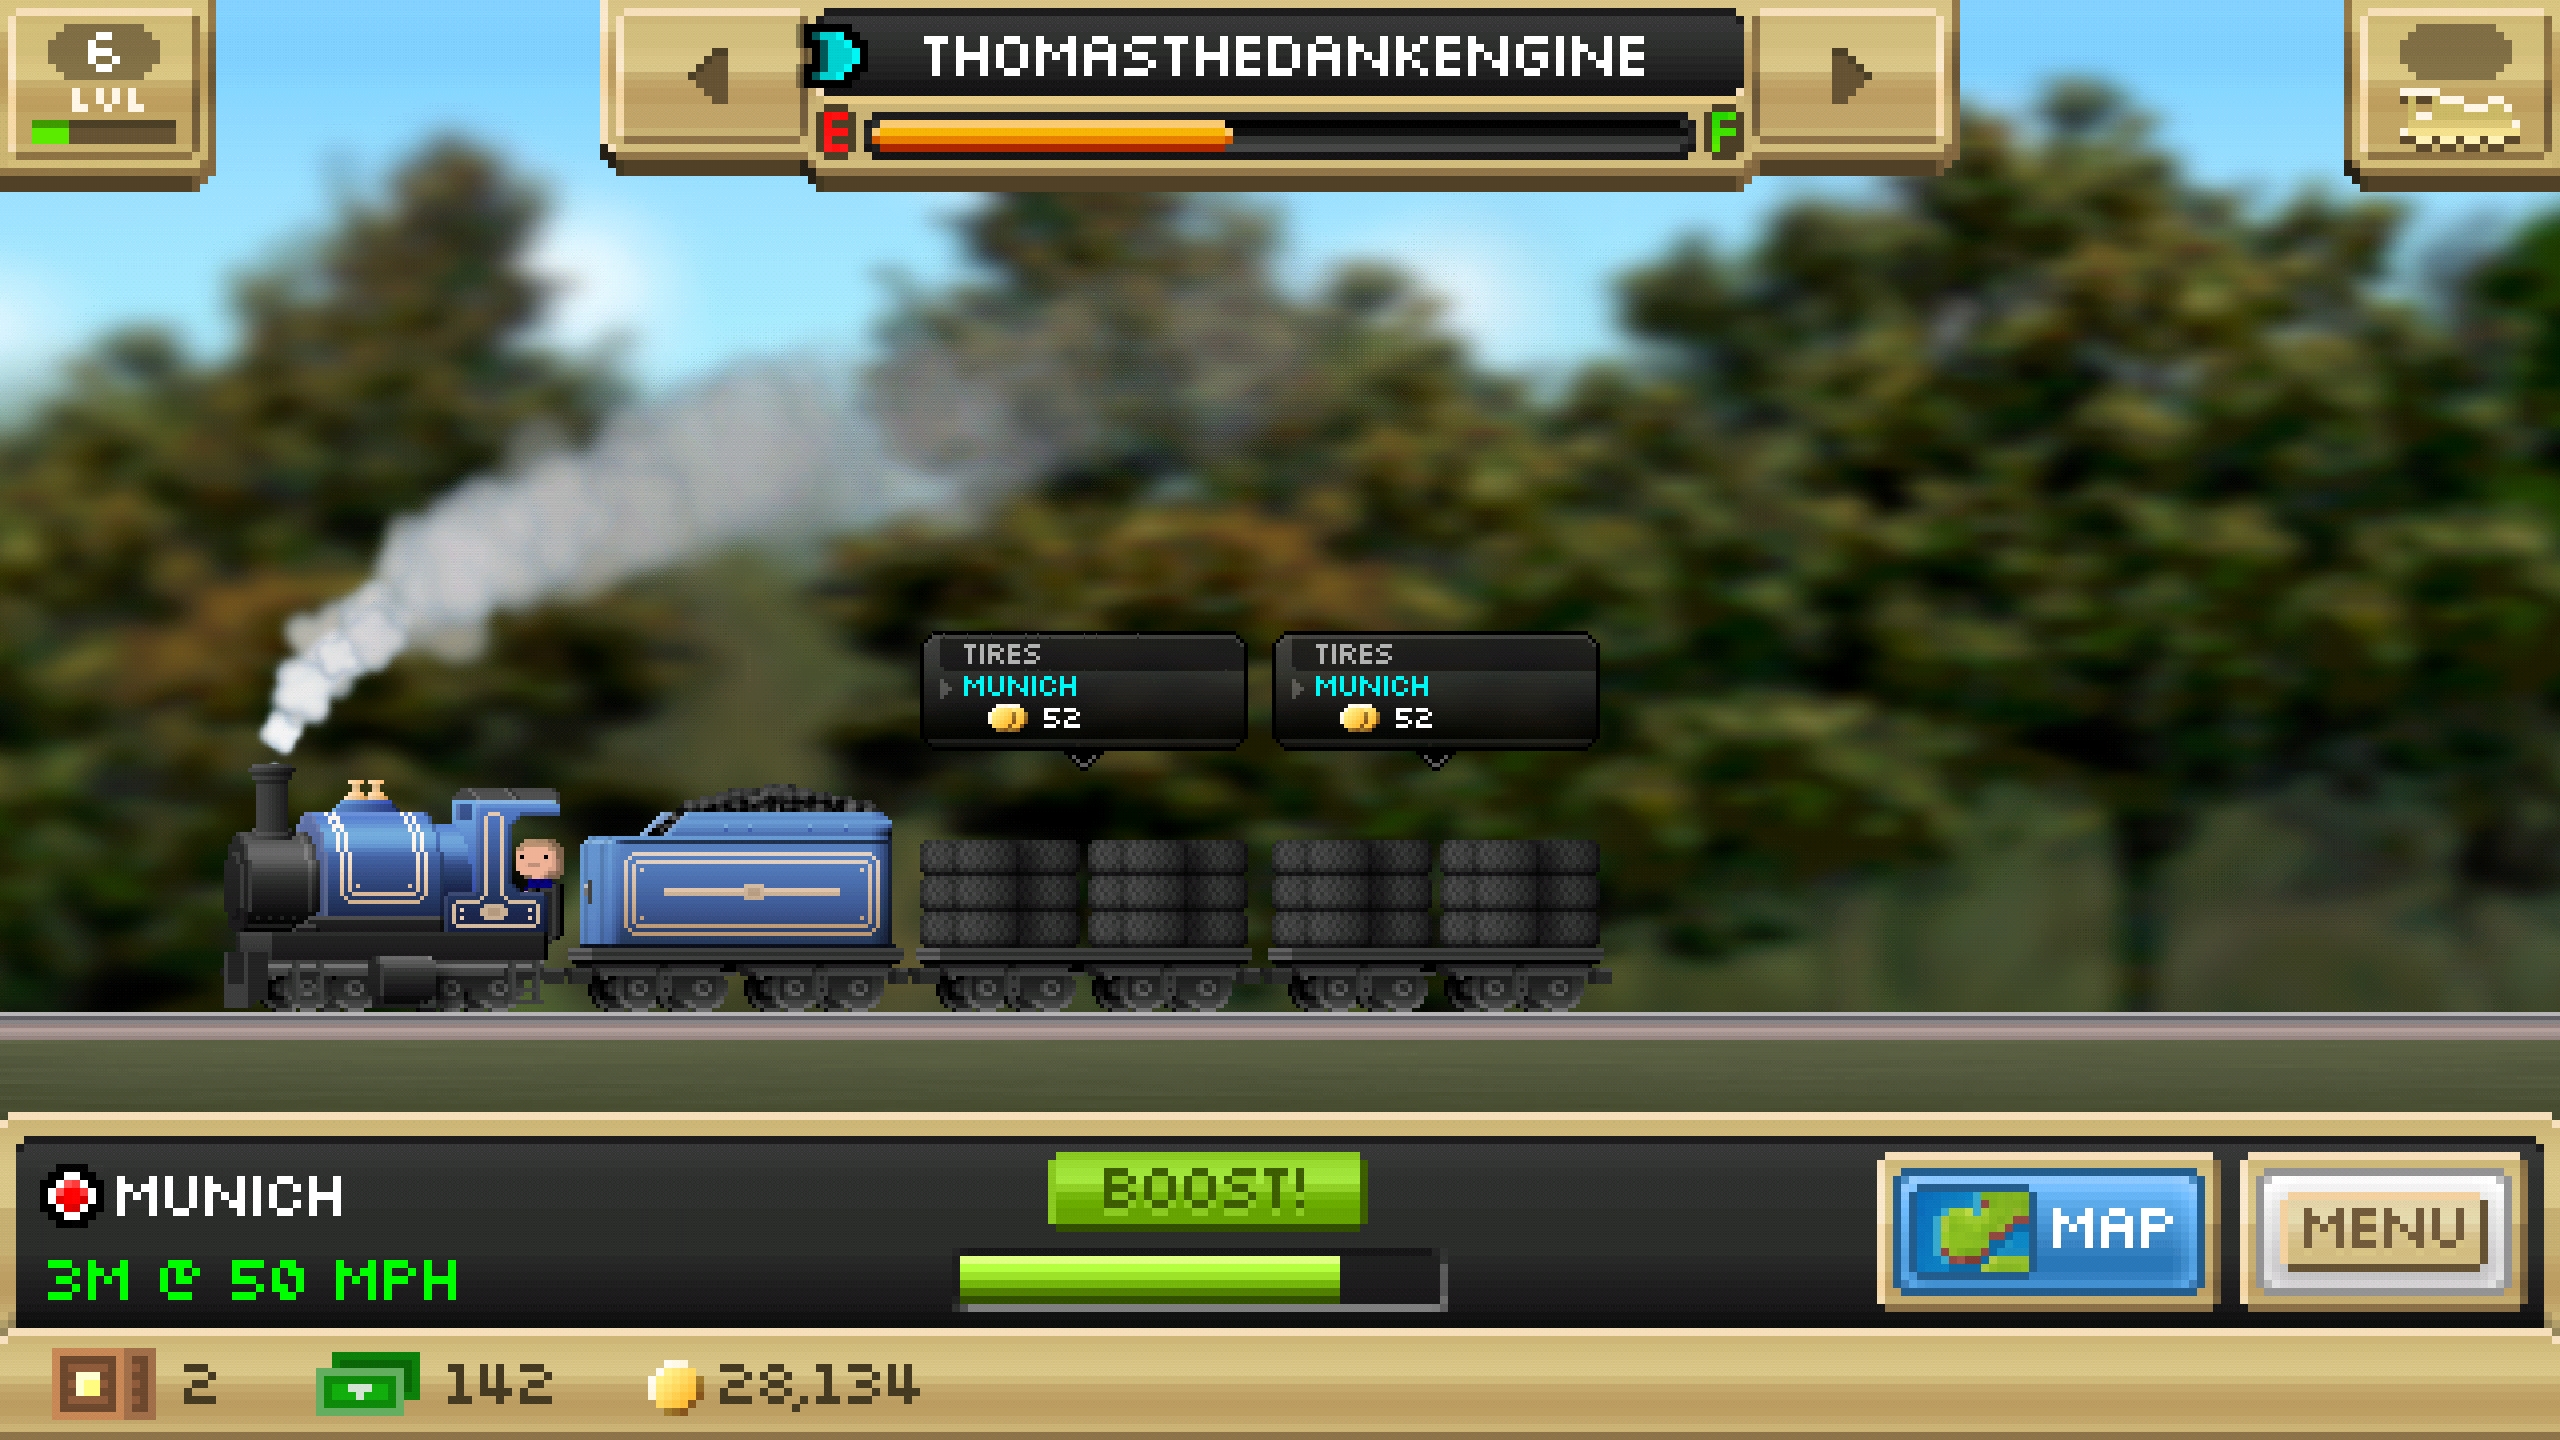 6
LVL
THOMASTHEDANKENGINE
E F
TIRES
MUNICH
52
TIRES
MUNICH
52
MUNICH
3M @ 50 MPH
BOOST!
MAP
MENU
2 142 28,134